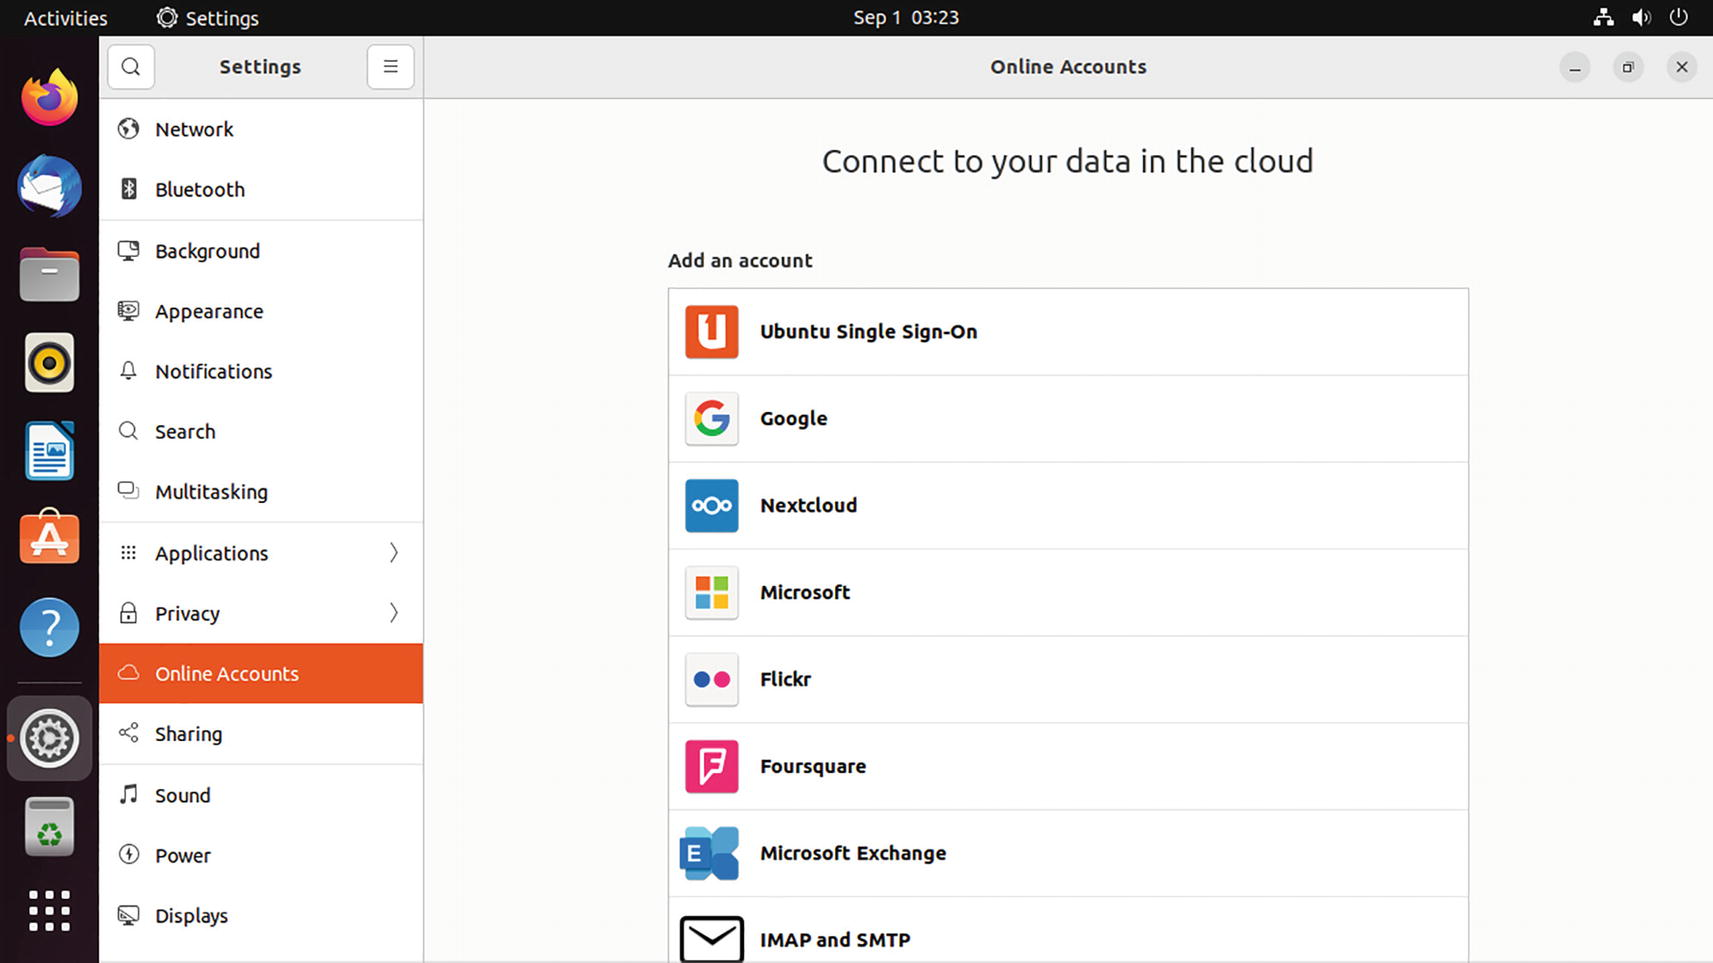 Activities
Settings
Sep 1 03:23
Settings
Online Accounts
Network
Bluetooth
Background
Appearance
Notifications
Search
Multitasking
Applications
Privacy
Online Accounts
Sharing
Sound
Power
Displays
Connect to your data in the cloud
Add an account
Ubuntu Single Sign-On
Google
Nextcloud
Microsoft
Flickr
Foursquare
E
Microsoft Exchange
IMAP and SMTP